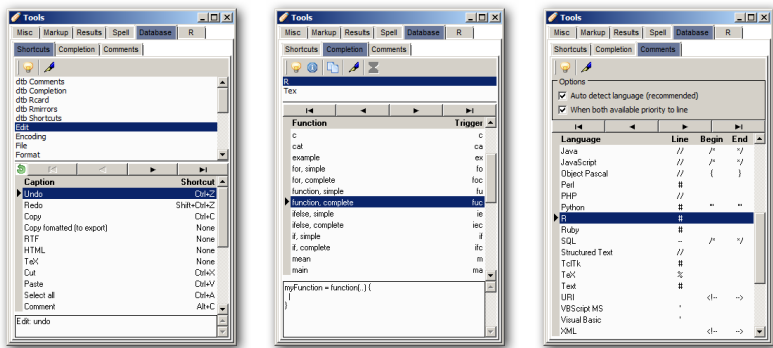 Tools
Misc Markup Results Spell Database R
Shortcuts Completion Comments
dtb Comments
dtb Completion
dtb Rcard
dtb Rmirrors
dtb Shortcuts
Edit
Encoding
File
Format
Caption Shortcut
Undo Ctrl+Z
Redo Shift+Ctrl+Z
Copy Ctrl+C
Copy fomatted (to export) None
RTF None
HTML None
TeX None
Cut Ctrl+X
Paste Ctrl+V
Select all Ctrl+A
Comment Alt+C
Edit: undo
Tools
Misc Markup Results Spell Database R
Shortcuts Completion Comments
R
Tex
Function Trigger
c c
cat ca
example ex
for, simple fo
for, complete foc
function, simple fu
function, complete fuc
ifelse, simple ie
ifelse, complete iec
if, simple if
if, complete ifc
mean m
main ma
myFunction = function(..) {
|
}
Tools
Misc Markup Results Spell Database R
Shortcuts Completion Comments
Options
Auto detect language (recommended)
When both available priority to line
Language Line Begin End
Java // /* */
JavaScript // /* */
Object Pascal // { }
Perl #
PHP //
Python # '' ''
R #
Ruby #
SQL -- /* */
Structured Text //
TclTk #
TeX %
Text #
URI <!-- -->
VBScript MS '
Visual Basic '
XML <!-- -->